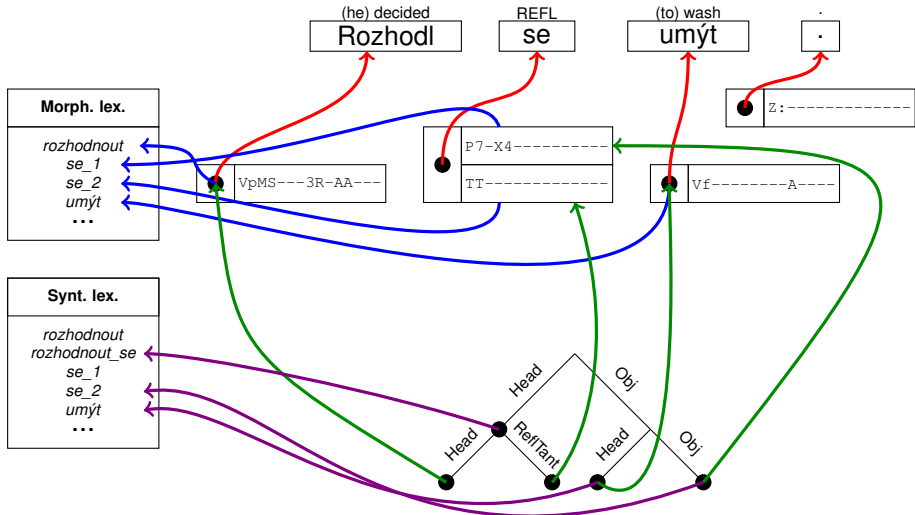 (he) decided REFL (to) wash .
Rozhodl se umýt .
Morph. lex.
rozhodnout
se_1
se_2
umýt
...
Z:-------------
P7-X4----------
TT-------------
VpMS---3R-AA---
Vf--------A----
Synt. lex.
rozhodnout
rozhodnout_se
se_1
se_2
umýt
...
Head Obj
Head ReflTant Head Obj